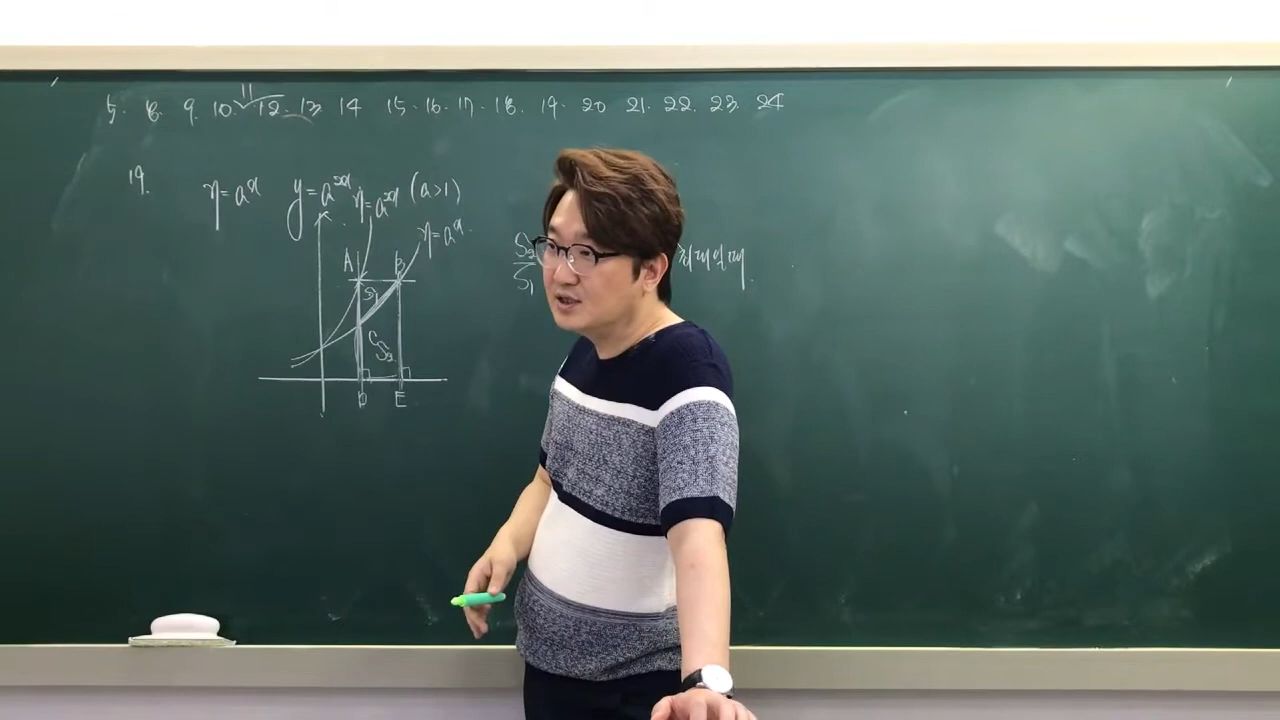 5. 8. 9. 10. 11 12. 13 14 15. 16. 17. 18. 19. 20 21. 22. 23. 24
19. y=a^x y=a^{2x} (a>1)
y=a^{2x}
y=a^x.
A B
S₁
C
S₂
D E
S₂/S₁ 최대일때.